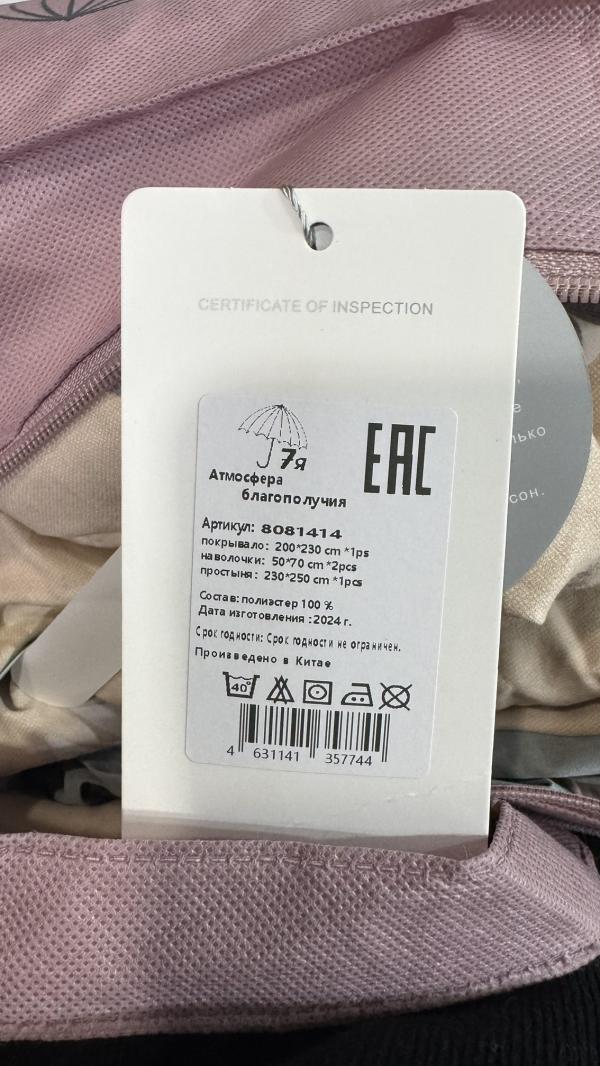 CERTIFICATE OF INSPECTION
7я
Атмосфера
благополучия
EAC
Артикул: 8081414
покрывало: 200*230 cm *1ps
наволочки: 50*70 cm *2pcs
простыня: 230*250 cm *1pcs
Состав: полиэстер 100 %
Дата изготовления :2024 г.
Срок годности: Срок годности не ограничен.
Произведено в Китае
40°
4 631141 357744
сон.